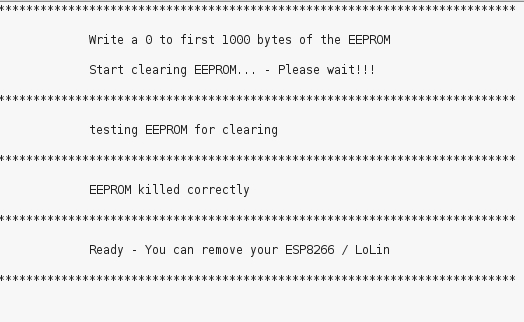 **************************************************************************
Write a 0 to first 1000 bytes of the EEPROM
Start clearing EEPROM... - Please wait!!!
**************************************************************************
testing EEPROM for clearing
**************************************************************************
EEPROM killed correctly
**************************************************************************
Ready - You can remove your ESP8266 / LoLin
**************************************************************************